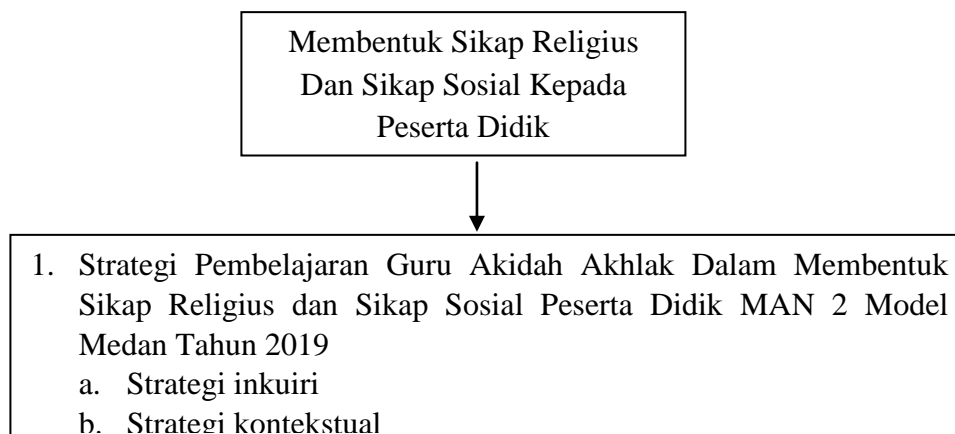 Membentuk Sikap Religius
Dan Sikap Sosial Kepada
Peserta Didik
1. Strategi Pembelajaran Guru Akidah Akhlak Dalam Membentuk
Sikap Religius dan Sikap Sosial Peserta Didik MAN 2 Model
Medan Tahun 2019
a. Strategi inkuiri
b. Strategi kontekstual